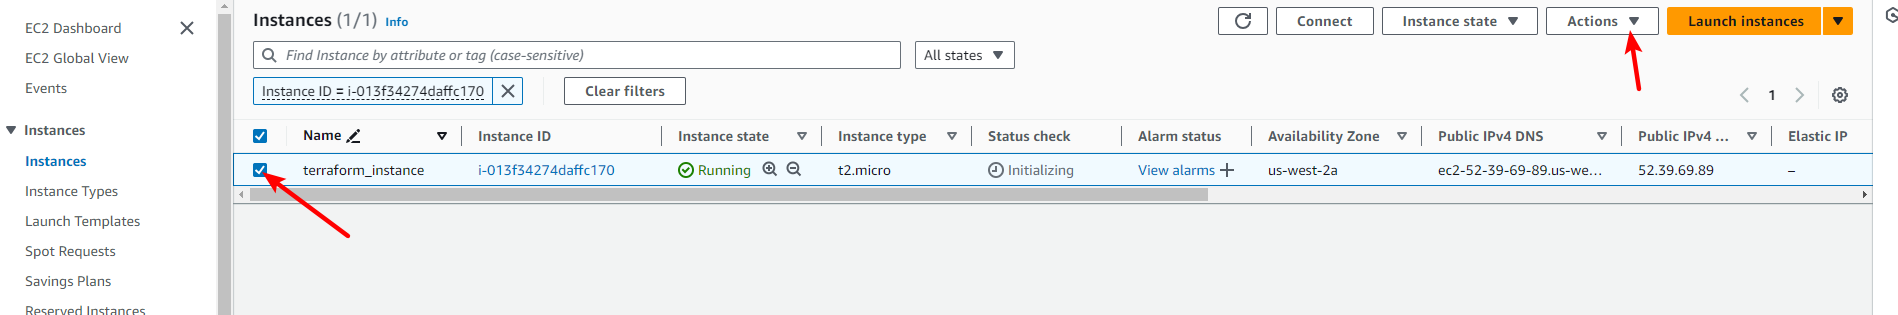 EC2 Dashboard
EC2 Global View
Events
Instances
Instances
Instance Types
Launch Templates
Spot Requests
Savings Plans
Reserved Instances
Instances (1/1) Info
Connect
Instance state
Actions
Launch instances
Find Instance by attribute or tag (case-sensitive)
All states
Instance ID = i-013f34274daffc170
Clear filters
1
Name Instance ID Instance state Instance type Status check Alarm status Availability Zone Public IPv4 DNS Public IPv4 ... Elastic IP
terraform_instance i-013f34274daffc170 Running t2.micro Initializing View alarms + us-west-2a ec2-52-39-69-89.us-we... 52.39.69.89 –